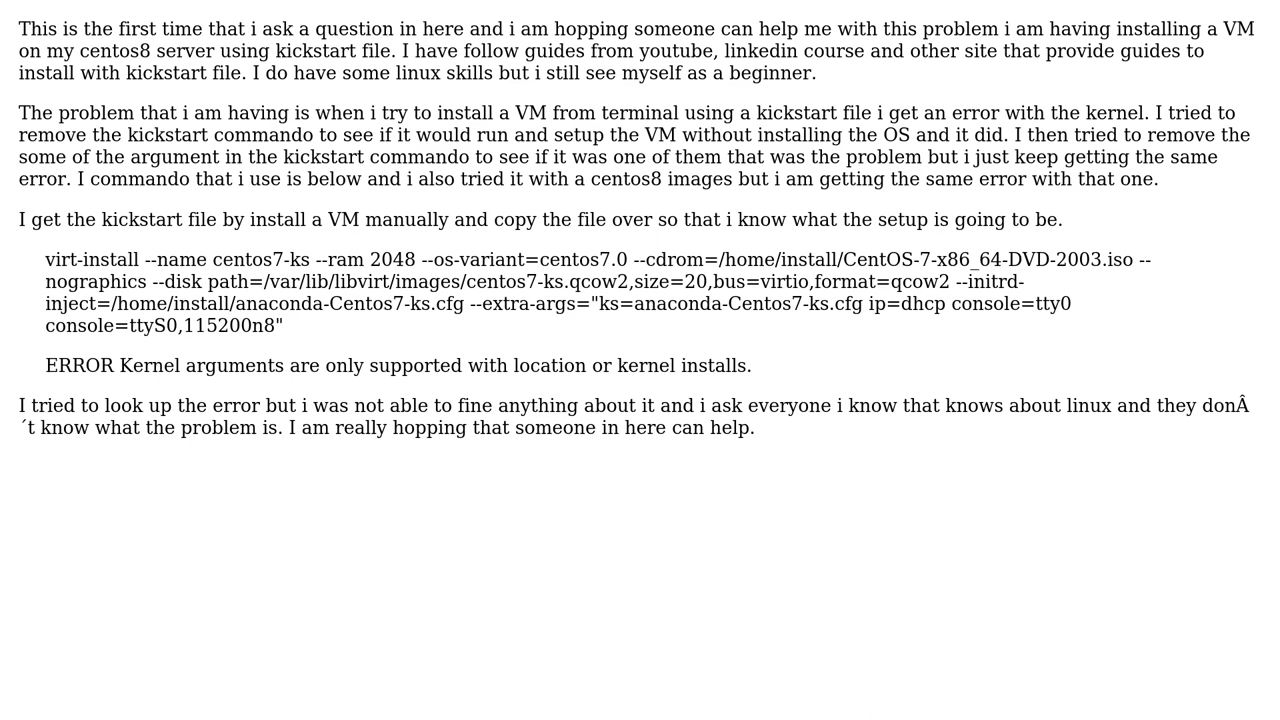 This is the first time that i ask a question in here and i am hopping someone can help me with this problem i am having installing a VM
on my centos8 server using kickstart file. I have follow guides from youtube, linkedin course and other site that provide guides to
install with kickstart file. I do have some linux skills but i still see myself as a beginner.
The problem that i am having is when i try to install a VM from terminal using a kickstart file i get an error with the kernel. I tried to
remove the kickstart commando to see if it would run and setup the VM without installing the OS and it did. I then tried to remove the
some of the argument in the kickstart commando to see if it was one of them that was the problem but i just keep getting the same
error. I commando that i use is below and i also tried it with a centos8 images but i am getting the same error with that one.
I get the kickstart file by install a VM manually and copy the file over so that i know what the setup is going to be.
virt-install --name centos7-ks --ram 2048 --os-variant=centos7.0 --cdrom=/home/install/CentOS-7-x86_64-DVD-2003.iso --
nographics --disk path=/var/lib/libvirt/images/centos7-ks.qcow2,size=20,bus=virtio,format=qcow2 --initrd-
inject=/home/install/anaconda-Centos7-ks.cfg --extra-args="ks=anaconda-Centos7-ks.cfg ip=dhcp console=tty0
console=ttyS0,115200n8"
ERROR Kernel arguments are only supported with location or kernel installs.
I tried to look up the error but i was not able to fine anything about it and i ask everyone i know that knows about linux and they donÂ
´t know what the problem is. I am really hopping that someone in here can help.